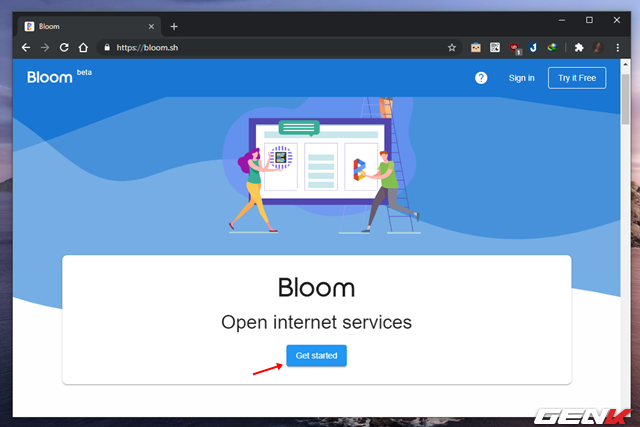 Bloom
https://bloom.sh
Bloom beta
?
Sign in
Try it Free
Bloom
Open internet services
Get started
GENK